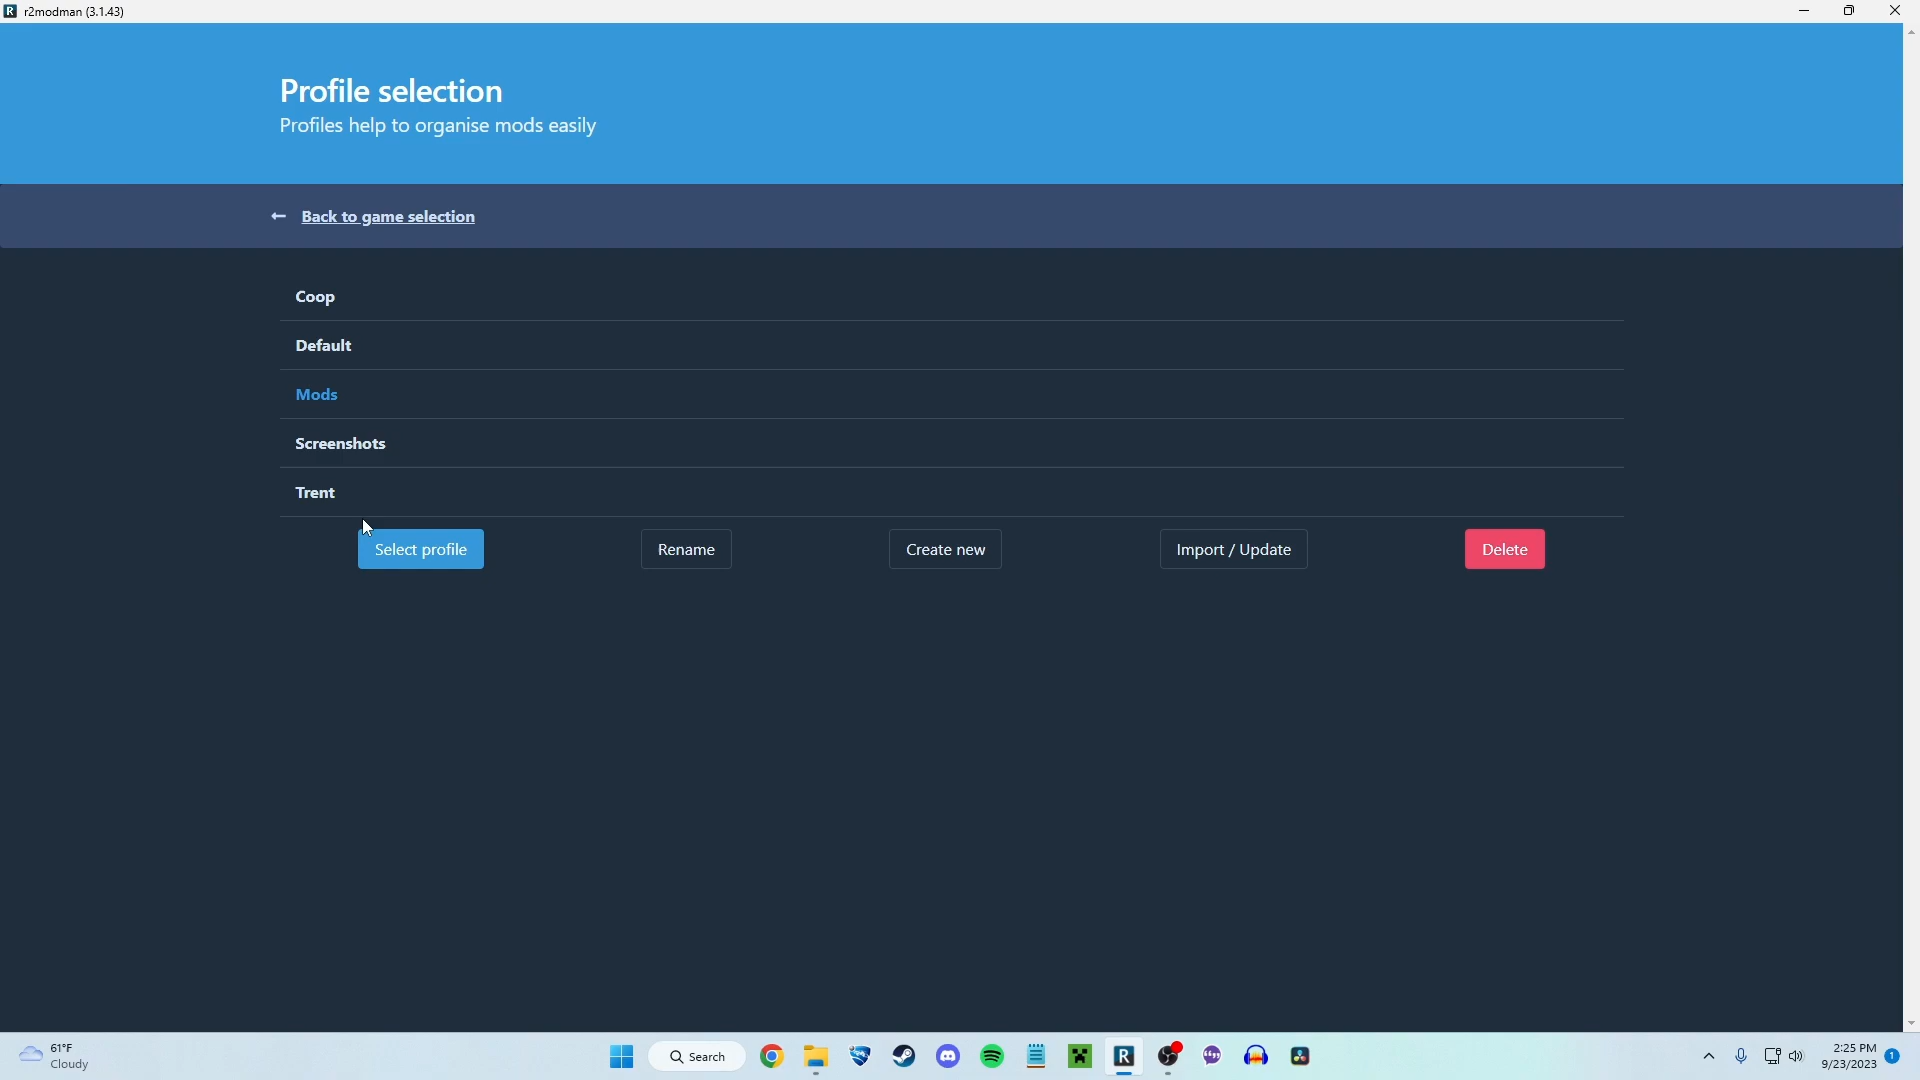 r2modman (3.1.43)
Profile selection
Profiles help to organise mods easily
Back to game selection
Coop
Default
Mods
Screenshots
Trent
Select profile
Rename
Create new
Import / Update
Delete
61°F
Cloudy
Search
2:25 PM
9/23/2023
1